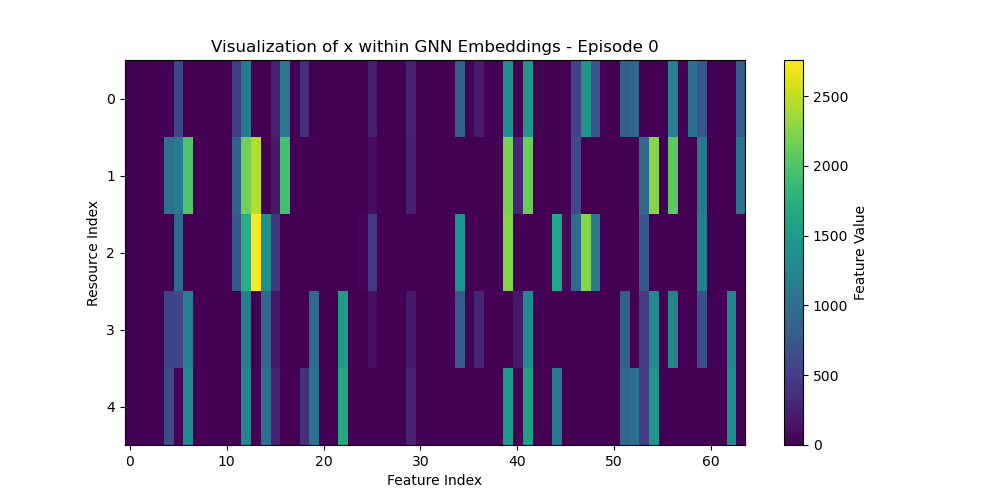 Visualization of x within GNN Embeddings - Episode 0
Resource Index
0
1
2
3
4
0 10 20 30 40 50 60
Feature Index
2500
2000
1500
1000
500
0
Feature Value